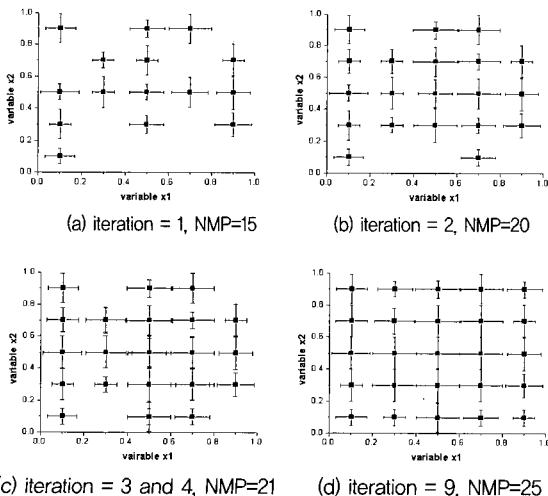 1.0
0.8
0.6
0.4
0.2
0.0
variable x2
0.0 0.2 0.4 0.6 0.8 1.0
variable x1
(a) iteration = 1, NMP=15
1.0
0.8
0.6
0.4
0.2
0.0
variable x2
0.0 0.2 0.4 0.6 0.8 1.0
variable x1
(b) iteration = 2, NMP=20
1.0
0.8
0.6
0.4
0.2
0.0
variable x2
0.0 0.2 0.4 0.6 0.8 1.0
vairable x1
(c) iteration = 3 and 4, NMP=21
1.0
0.8
0.6
0.4
0.2
0.0
variable x2
0.0 0.2 0.4 0.6 0.8 1.0
variable x1
(d) iteration = 9, NMP=25